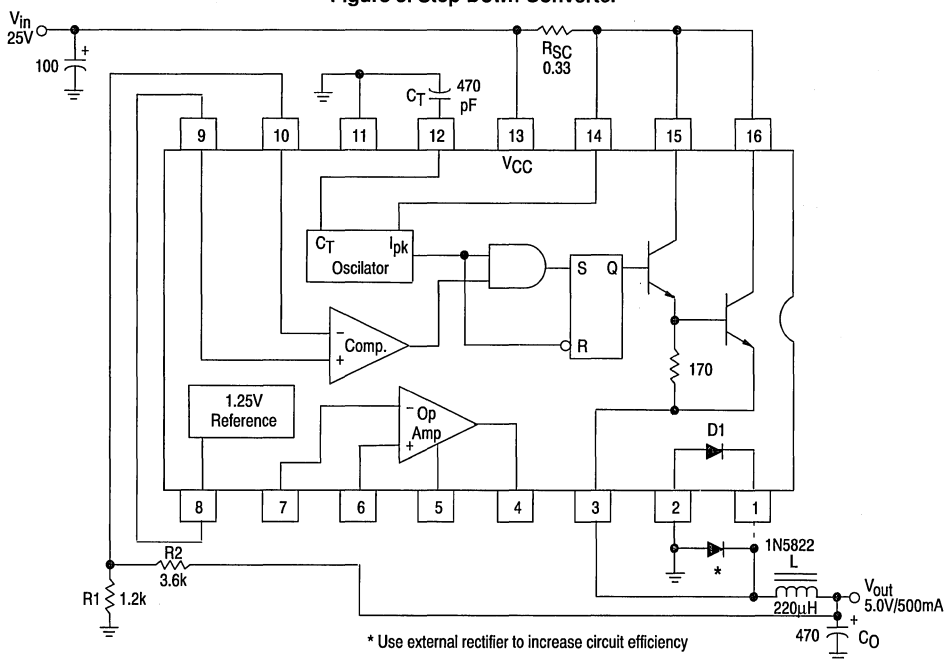 Figure 8. Step-Down Converter
Vin
25V
100
+
RSC
0.33
CT
470
pF
9
10
11
12
13
14
15
16
VCC
CT
Ipk
Oscilator
S
Q
R
Comp.
-
+
170
1.25V
Reference
-
Op
Amp
+
D1
8
7
6
5
4
3
2
1
R2
3.6k
R1
1.2k
1N5822
L
*
220μH
Vout
5.0V/500mA
470
+
CO
* Use external rectifier to increase circuit efficiency